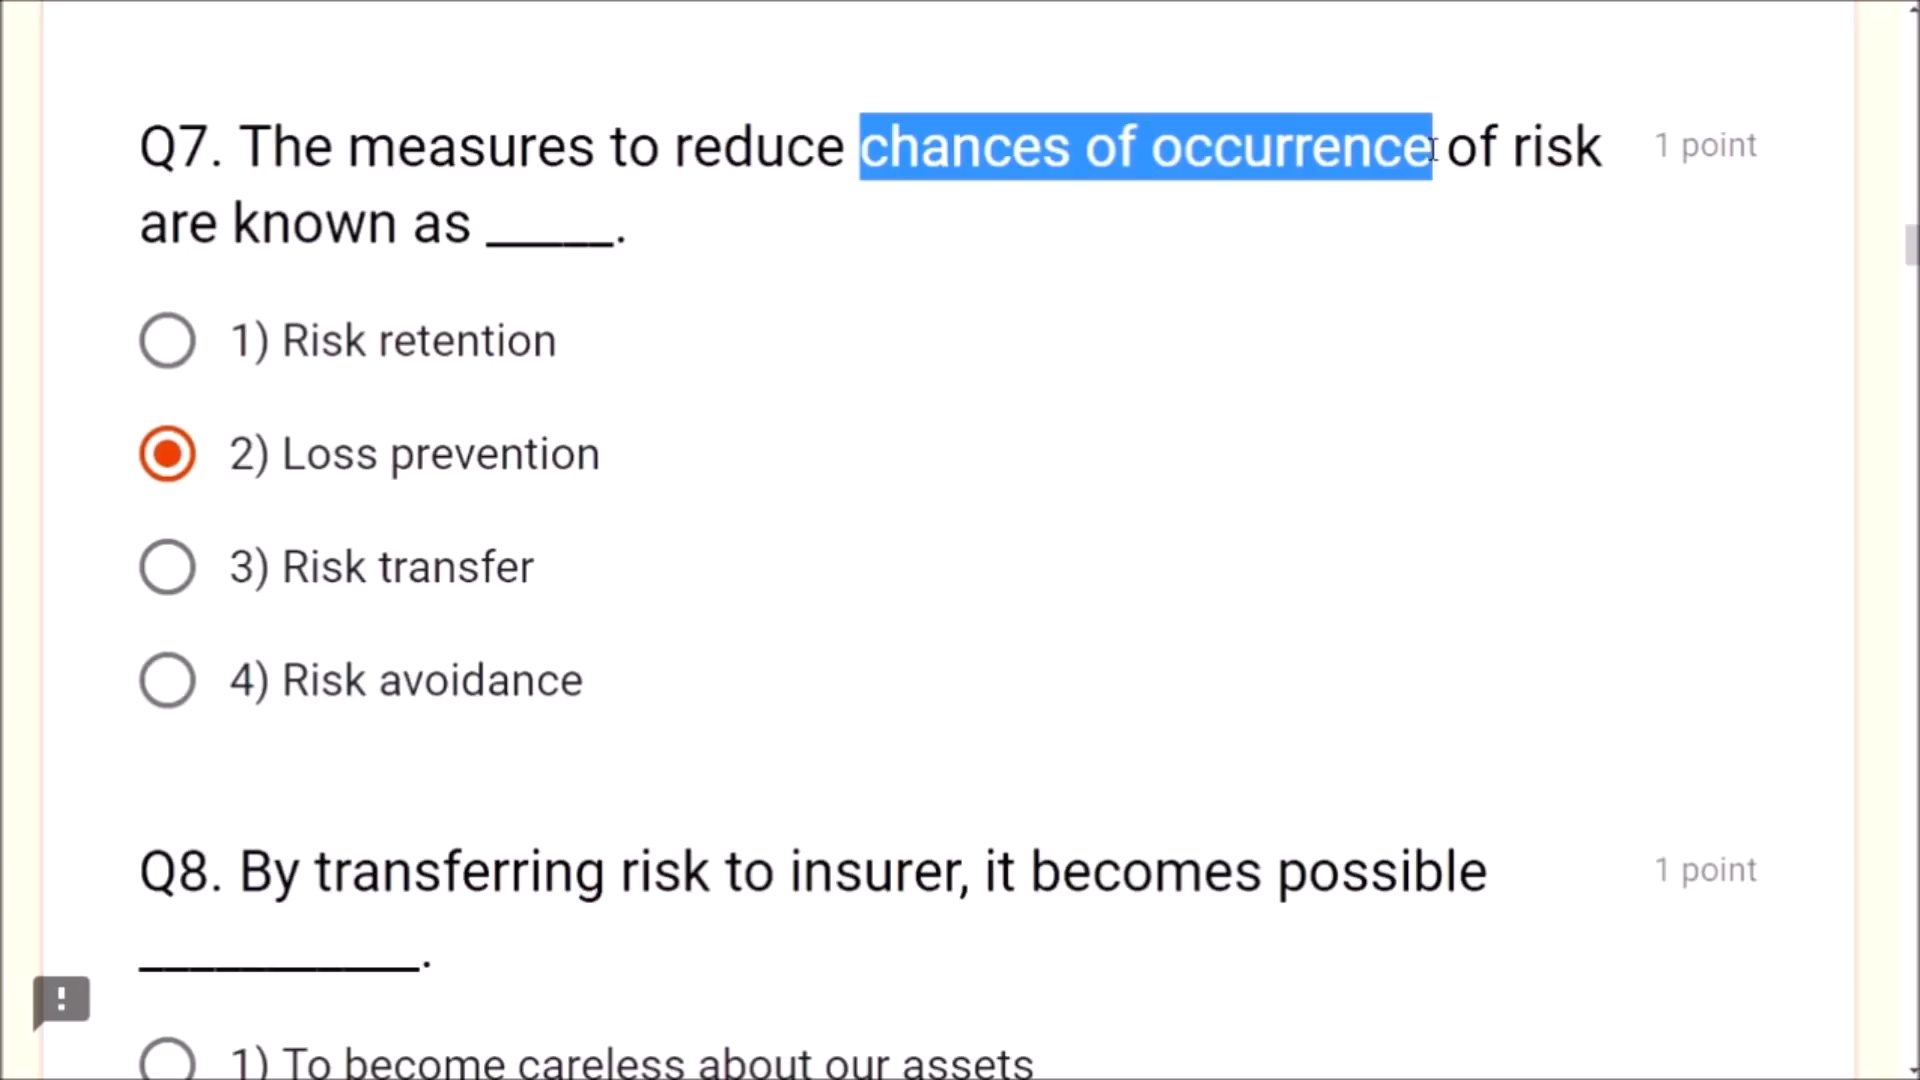 Q7. The measures to reduce chances of occurrence of risk 1 point
are known as _____.
1) Risk retention
2) Loss prevention
3) Risk transfer
4) Risk avoidance
Q8. By transferring risk to insurer, it becomes possible 1 point
___________.
1) To become careless about our assets